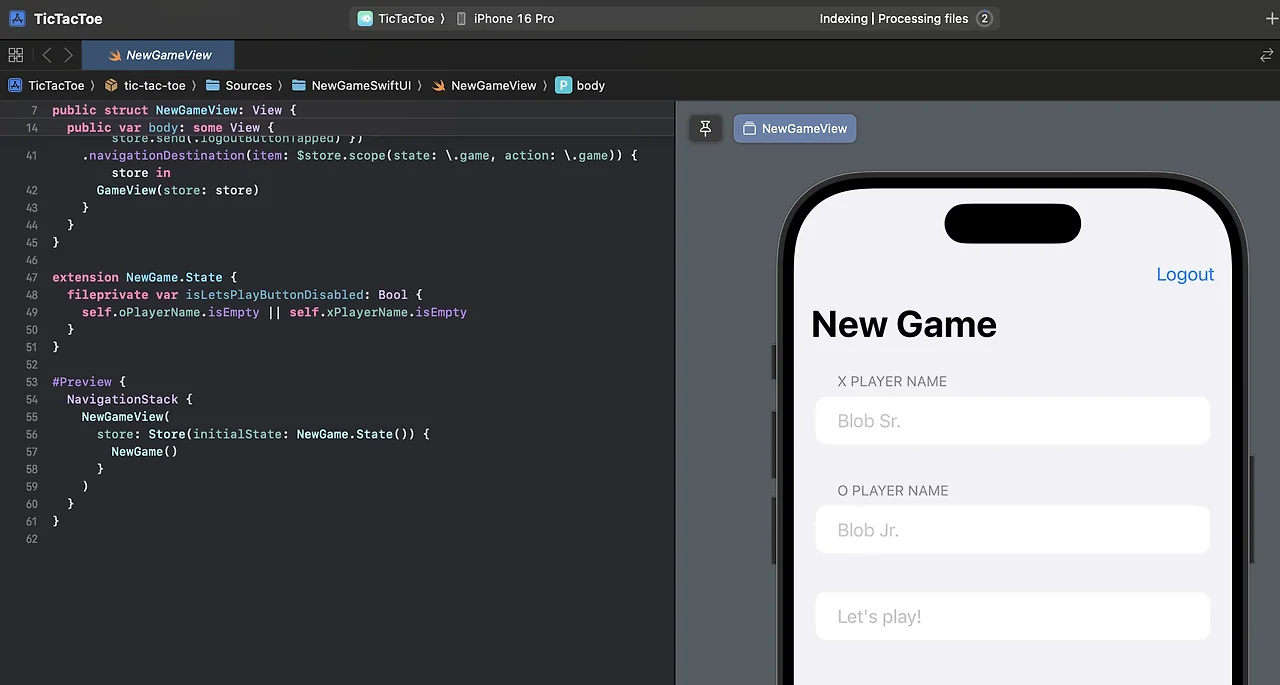 TicTacToe
TicTacToe ⟩ iPhone 16 Pro
Indexing | Processing files 2
NewGameView
TicTacToe ⟩ tic-tac-toe ⟩ Sources ⟩ NewGameSwiftUI ⟩ NewGameView ⟩ P body
7 public struct NewGameView: View {
14 public var body: some View {
store.send(.logoutButtonTapped) })
41 .navigationDestination(item: $store.scope(state: \.game, action: \.game)) {
store in
42 GameView(store: store)
43 }
44 }
45 }
46
47 extension NewGame.State {
48 fileprivate var isLetsPlayButtonDisabled: Bool {
49 self.oPlayerName.isEmpty || self.xPlayerName.isEmpty
50 }
51 }
52
53 #Preview {
54 NavigationStack {
55 NewGameView(
56 store: Store(initialState: NewGame.State()) {
57 NewGame()
58 }
59 )
60 }
61 }
62
NewGameView
Logout
New Game
X PLAYER NAME
Blob Sr.
O PLAYER NAME
Blob Jr.
Let's play!